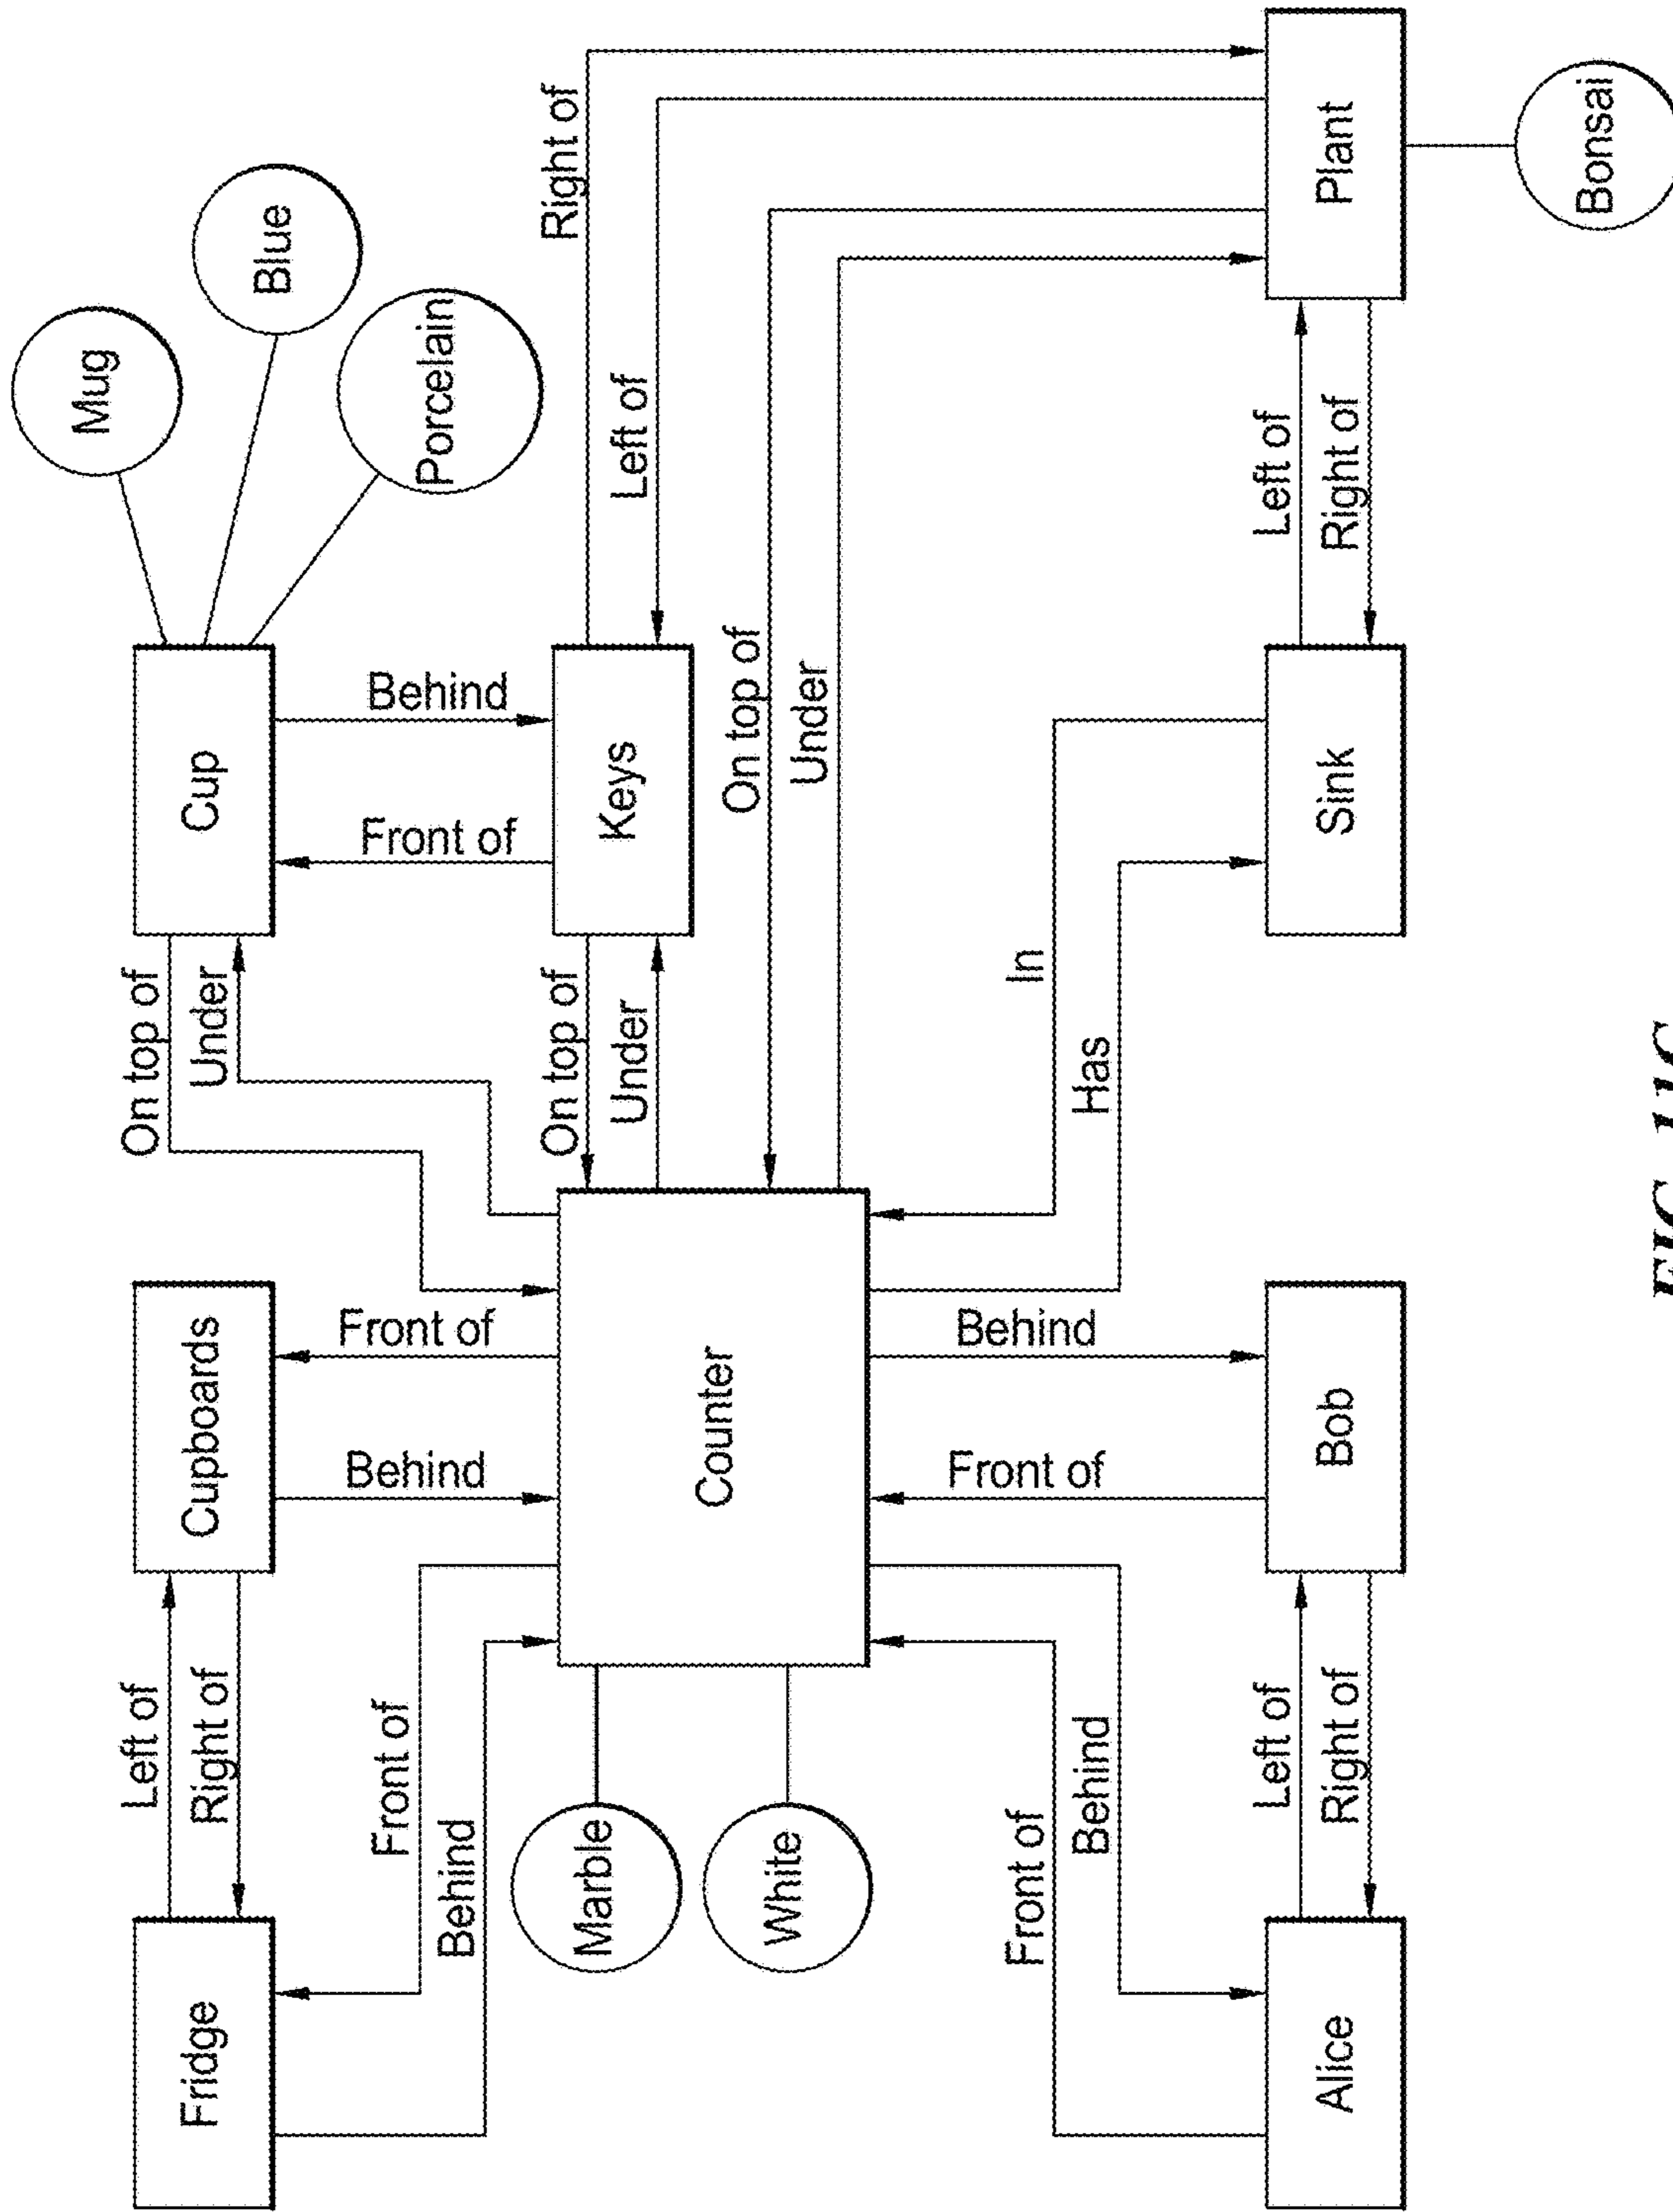 Mug
Left of
On top of
Fridge
Cupboards
Cup
Right of
Under
Blue
Front of
Behind
Front of
Front of
Behind
Porcelain
Behind
On top of
Right of
Marble
Keys
Under
Left of
Counter
On top of
White
Under
Front of
Front of
Behind
In
Behind
Has
Left of
Left of
Alice
Bob
Sink
Plant
Right of
Right of
Bonsai